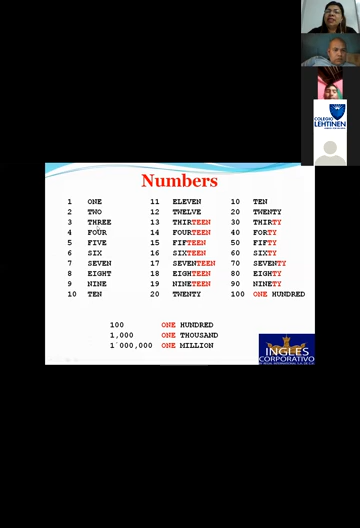 COLEGIO
LEHTINEN
Numbers
1 ONE 11 ELEVEN 10 TEN
2 TWO 12 TWELVE 20 TWENTY
3 THREE 13 THIRTEEN 30 THIRTY
4 FOUR 14 FOURTEEN 40 FORTY
5 FIVE 15 FIFTEEN 50 FIFTY
6 SIX 16 SIXTEEN 60 SIXTY
7 SEVEN 17 SEVENTEEN 70 SEVENTY
8 EIGHT 18 EIGHTEEN 80 EIGHTY
9 NINE 19 NINETEEN 90 NINETY
10 TEN 20 TWENTY 100 ONE HUNDRED
100 ONE HUNDRED
1,000 ONE THOUSAND
1´000,000 ONE MILLION
INGLES
CORPORATIVO